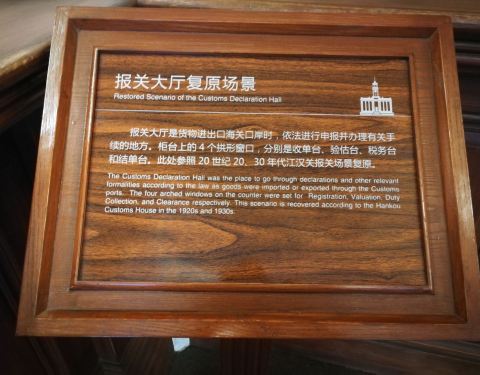 报关大厅复原场景
Restored Scenario of the Customs Declaration Hall
报关大厅是货物进出口海关口岸时，依法进行申报并办理有关手
续的地方。柜台上的4个拱形窗口，分别是收单台、验估台、税务台
和结单台。此处参照20世纪20、30年代江汉关报关场景复原。
The Customs Declaration Hall was the place to go through declarations and other relevant
formalities according to the law as goods were imported or exported through the Customs
ports. The four arched windows on the counter were set for Registration, Valuation, Duty
Collection, and Clearance respectively. This scenario is recovered according to the Hankou
Customs House in the 1920s and 1930s.